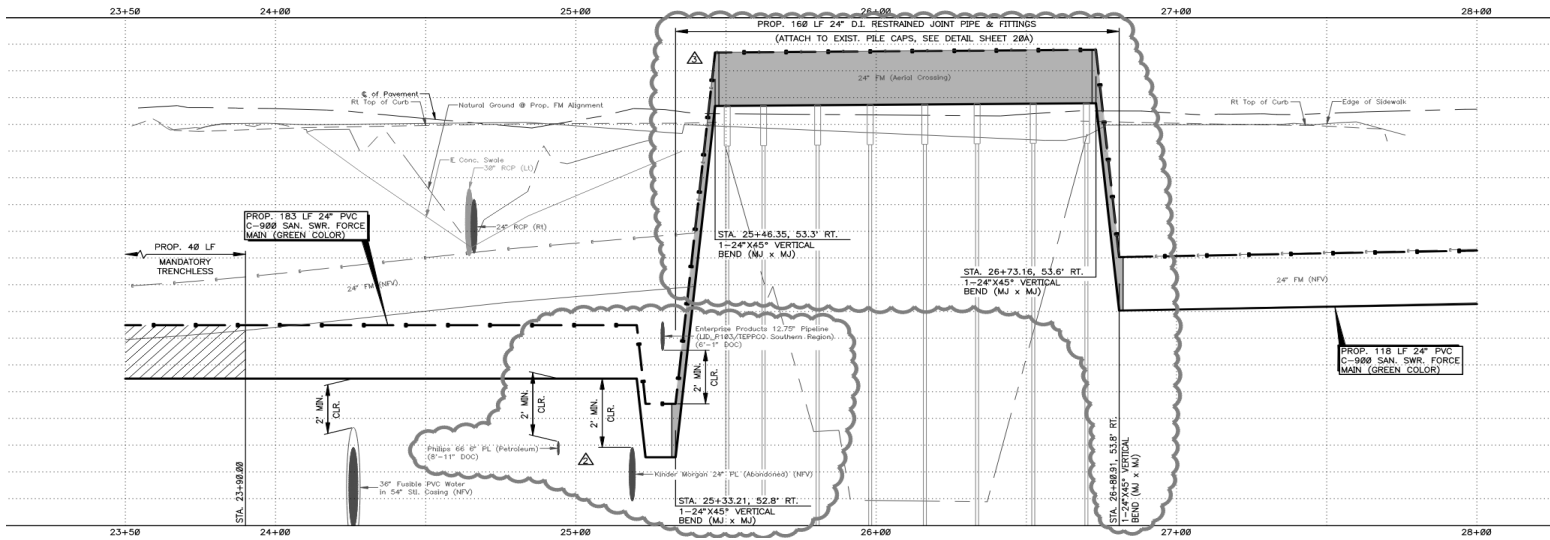 23+50
24+00
25+00
26+00
27+00
28+00
PROP. 160 LF 24" D.I. RESTRAINED JOINT PIPE & FITTINGS
(ATTACH TO EXIST. PILE CAPS, SEE DETAIL SHEET 20A)
3
24" FM (Aerial Crossing)
℄ of Pavement
Rt Top of Curb
Natural Ground @ Prop. FM Alignment
Rt Top of Curb
Edge of Sidewalk
E Conc. Swale
30" RCP (Lt)
24" RCP (Rt)
PROP. 183 LF 24" PVC
C-900 SAN. SWR. FORCE
MAIN (GREEN COLOR)
PROP. 40 LF
MANDATORY
TRENCHLESS
24" FM (NFV)
STA. 25+46.35, 53.3' RT.
1-24"X45° VERTICAL
BEND (MJ x MJ)
STA. 26+73.16, 53.6' RT.
1-24"X45° VERTICAL
BEND (MJ x MJ)
24" FM (NFV)
Enterprise Products 12.75" Pipeline
(LID_P103/TEPPCO Southern Region)
(6'-1" DOC)
PROP. 118 LF 24" PVC
C-900 SAN. SWR. FORCE
MAIN (GREEN COLOR)
2' MIN.
CLR.
2' MIN.
CLR.
2' MIN.
CLR.
2' MIN.
CLR.
Philips 66 6" PL (Petroleum)
(8'-11" DOC)
2
Kinder Morgan 24" PL (Abandoned) (NFV)
36" Fusible PVC Water
in 54" Stl. Casing (NFV)
STA. 23+90.00
STA. 25+33.21, 52.8' RT.
1-24"X45° VERTICAL
BEND (MJ x MJ)
STA. 26+80.91, 53.8' RT.
1-24"X45° VERTICAL
BEND (MJ x MJ)
23+50
24+00
25+00
26+00
27+00
28+00